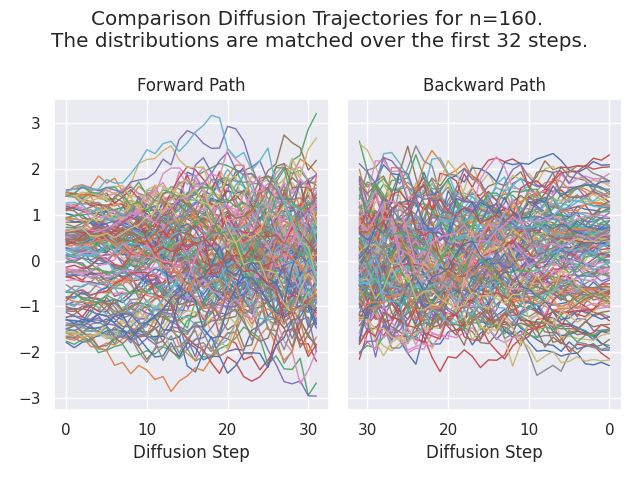 Comparison Diffusion Trajectories for n=160.
The distributions are matched over the first 32 steps.
Forward Path
Backward Path
3
2
1
0
−1
−2
−3
0
10
20
30
30
20
10
0
Diffusion Step
Diffusion Step